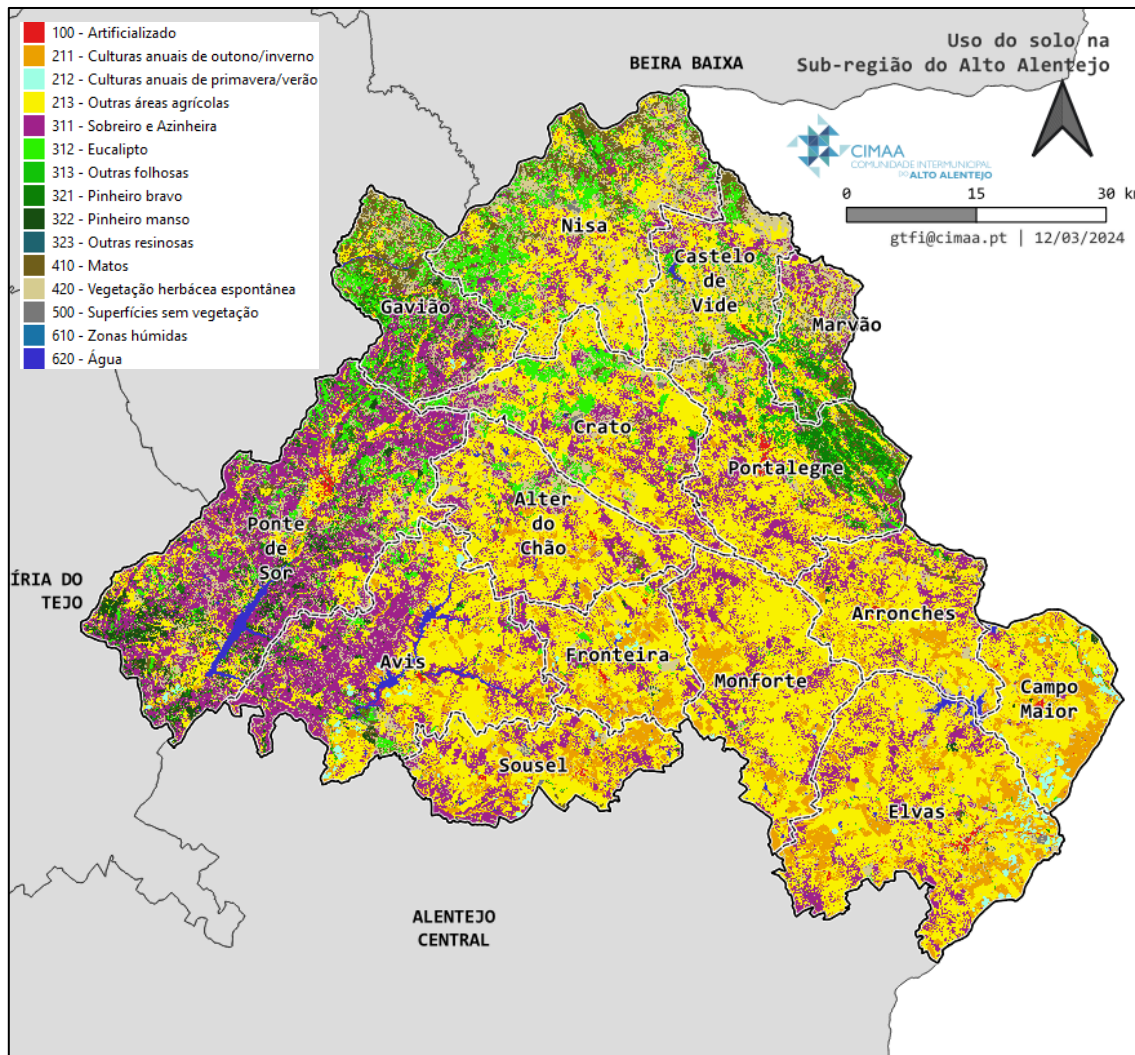 100 - Artificializado
211 - Culturas anuais de outono/inverno
212 - Culturas anuais de primavera/verão
213 - Outras áreas agrícolas
311 - Sobreiro e Azinheira
312 - Eucalipto
313 - Outras folhosas
321 - Pinheiro bravo
322 - Pinheiro manso
323 - Outras resinosas
410 - Matos
420 - Vegetação herbácea espontânea
500 - Superfícies sem vegetação
610 - Zonas húmidas
620 - Água
Uso do solo na
Sub-região do Alto Alentejo
BEIRA BAIXA
CIMAA
COMUNIDADE INTERMUNICIPAL
DO ALTO ALENTEJO
0 15 30 km
gtfi@cimaa.pt | 12/03/2024
Nisa
Castelo
de
Vide
Gavião
Marvão
Crato
Portalegre
Alter
do
Chão
Ponte
de
Sor
ÍRIA DO
TEJO
Arronches
Avis
Fronteira
Monforte
Campo
Maior
Sousel
Elvas
ALENTEJO
CENTRAL